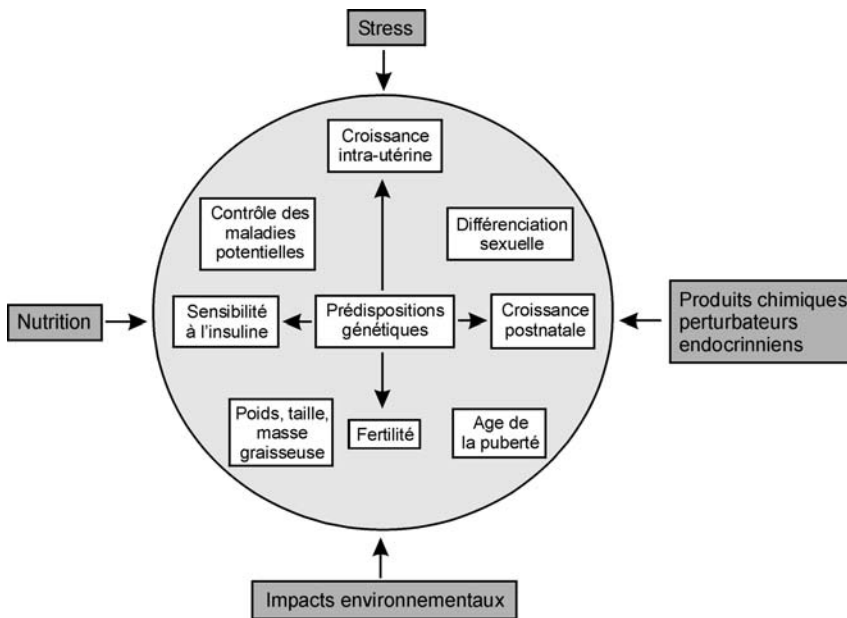 Stress
Croissance
intra-utérine
Contrôle des
maladies
potentielles
Différenciation
sexuelle
Nutrition
Sensibilité
à l'insuline
Prédispositions
génétiques
Croissance
postnatale
Produits chimiques
perturbateurs
endocrinniens
Poids, taille,
masse
graisseuse
Fertilité
Age de
la puberté
Impacts environnementaux